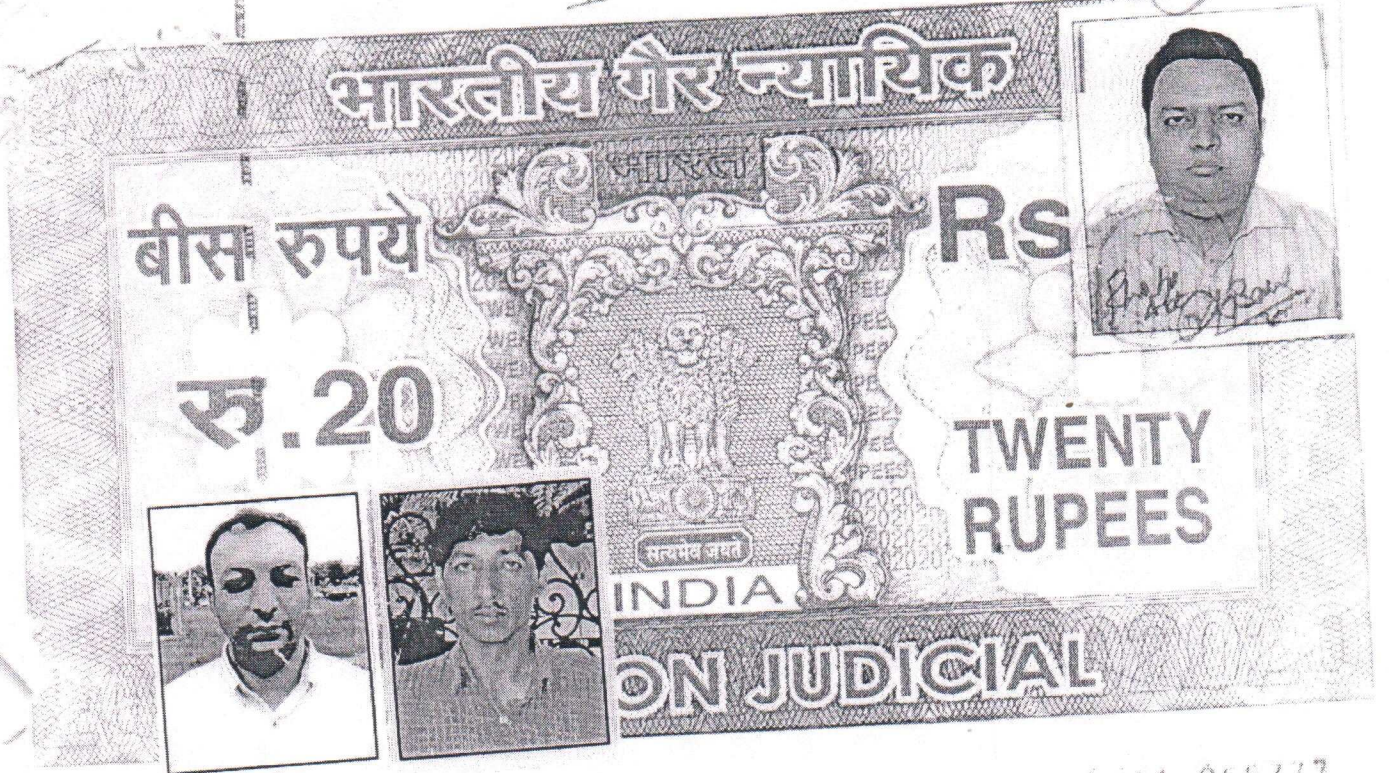 भारतीय गैर न्यायिक
भारत
बीस रुपये
Rs
रु.20
TWENTY
RUPEES
सत्यमेव जयते
INDIA
ON JUDICIAL